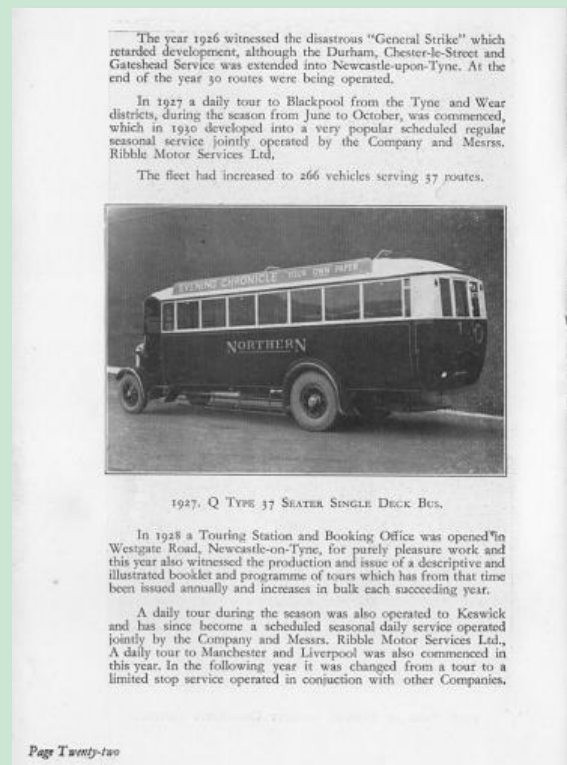 The year 1926 witnessed the disastrous "General Strike" which
retarded development, although the Durham, Chester-le-Street and
Gateshead Service was extended into Newcastle-upon-Tyne. At the
end of the year 30 routes were being operated.
In 1927 a daily tour to Blackpool from the Tyne and Wear
districts, during the season from June to October, was commenced,
which in 1930 developed into a very popular scheduled regular
seasonal service jointly operated by the Company and Mesrss.
Ribble Motor Services Ltd.
The fleet had increased to 266 vehicles serving 37 routes.
EVENING CHRONICLE YOUR OWN PAPER
NORTHERN
1927. Q TYPE 37 SEATER SINGLE DECK BUS.
In 1928 a Touring Station and Booking Office was opened in
Westgate Road, Newcastle-on-Tyne, for purely pleasure work and
this year also witnessed the production and issue of a descriptive and
illustrated booklet and programme of tours which has from that time
been issued annually and increases in bulk each succeeding year.
A daily tour during the season was also operated to Keswick
and has since become a scheduled seasonal daily service operated
jointly by the Company and Messrs. Ribble Motor Services Ltd.,
A daily tour to Manchester and Liverpool was also commenced in
this year. In the following year it was changed from a tour to a
limited stop service operated in conjuction with other Companies.
Page Twenty-two